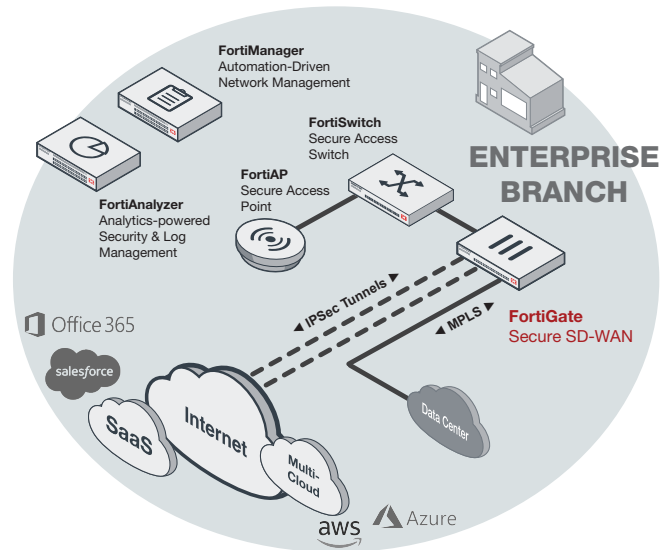 FortiManager
Automation-Driven
Network Management
FortiSwitch
Secure Access
Switch
ENTERPRISE
BRANCH
FortiAP
Secure Access
Point
FortiAnalyzer
Analytics-powered
Security & Log
Management
IPSec Tunnels
MPLS
FortiGate
Secure SD-WAN
Office 365
salesforce
SaaS
Internet
Multi-
Cloud
Data Center
aws
Azure